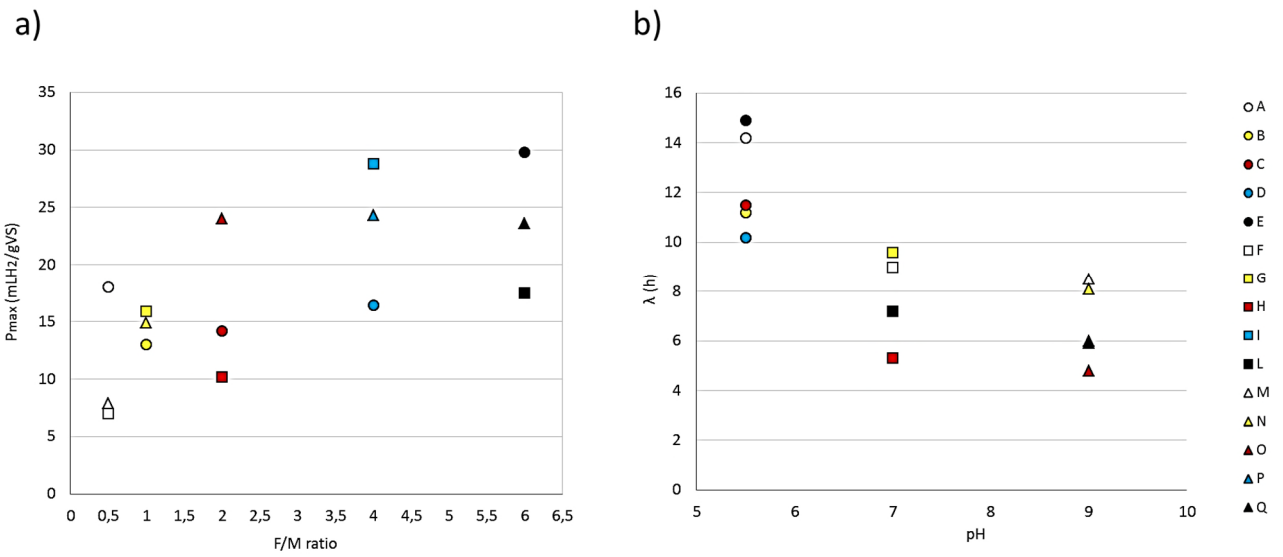 a)
35
30
25
20
15
10
5
0
Pmax (mLH2/gVS)
0 0,5 1 1,5 2 2,5 3 3,5 4 4,5 5 5,5 6 6,5
F/M ratio
b)
16
14
12
10
8
6
4
2
0
λ (h)
5 6 7 8 9 10
pH
A
B
C
D
E
F
G
H
I
L
M
N
O
P
Q